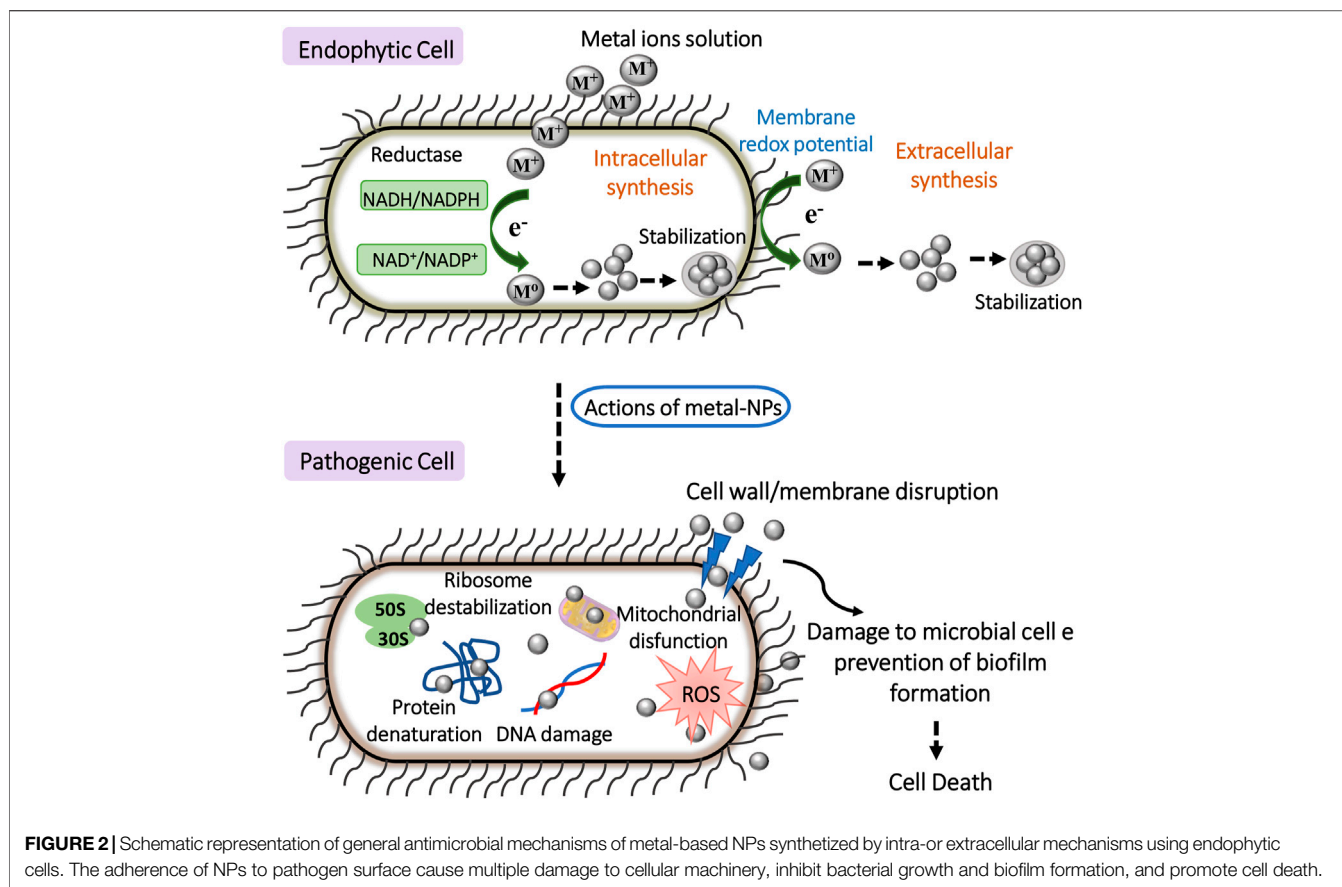 Endophytic Cell
Metal ions solution
M⁺
M⁺
M⁺
M⁺
M⁺
M⁺
Reductase
NADH/NADPH
NAD⁺/NADP⁺
e⁻
M⁰
Intracellular
synthesis
Stabilization
Membrane
redox potential
M⁺
e⁻
M⁰
Extracellular
synthesis
Stabilization
Actions of metal-NPs
Pathogenic Cell
Cell wall/membrane disruption
50S
30S
Ribosome
destabilization
Mitochondrial
disfunction
Protein
denaturation
DNA damage
ROS
Damage to microbial cell e
prevention of biofilm
formation
Cell Death
FIGURE 2 | Schematic representation of general antimicrobial mechanisms of metal-based NPs synthetized by intra-or extracellular mechanisms using endophytic
cells. The adherence of NPs to pathogen surface cause multiple damage to cellular machinery, inhibit bacterial growth and biofilm formation, and promote cell death.